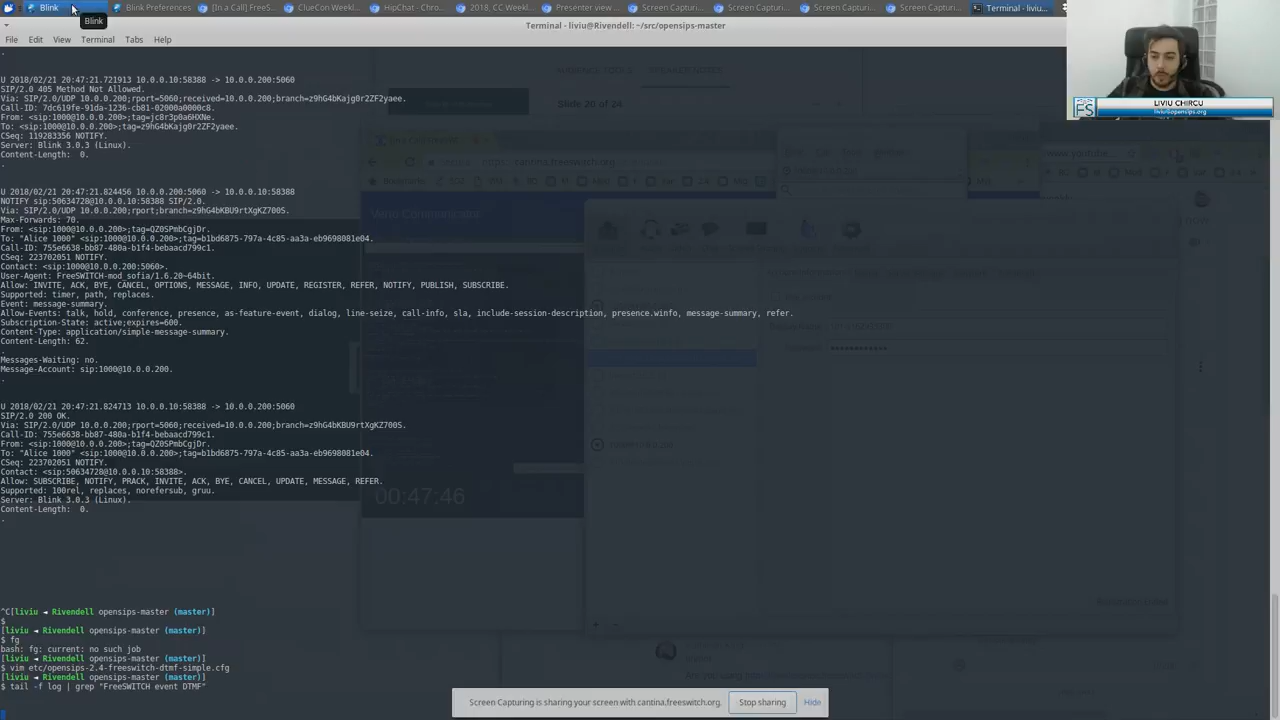 Blink
Blink Preferences
[In a Call] FreeS...
ClueCon Weekl...
HipChat - Chro...
2018, CC Weekl...
Presenter view ...
Screen Capturi...
Screen Capturi...
Screen Capturi...
Screen Capturi...
Terminal - liviu...
Blink
Terminal - liviu@Rivendell: ~/src/opensips-master
File Edit View Terminal Tabs Help
.
U 2018/02/21 20:47:21.721913 10.0.0.10:58388 -> 10.0.0.200:5060
SIP/2.0 405 Method Not Allowed.
Via: SIP/2.0/UDP 10.0.0.200;rport=5060;received=10.0.0.200;branch=z9hG4bKajg0r2ZF2yaee.
Call-ID: 7dc619fe-91da-1236-cb81-02000a0000c8.
From: <sip:1000@10.0.0.200>;tag=jc8r3p0a6HXNe.
To: <sip:1000@10.0.0.200>;tag=z9hG4bKajg0r2ZF2yaee.
CSeq: 119283356 NOTIFY.
Server: Blink 3.0.3 (Linux).
Content-Length:  0.
.
U 2018/02/21 20:47:21.824456 10.0.0.200:5060 -> 10.0.0.10:58388
NOTIFY sip:50634728@10.0.0.10:58388 SIP/2.0.
Via: SIP/2.0/UDP 10.0.0.200;rport;branch=z9hG4bKBU9rtXgKZ700S.
Max-Forwards: 70.
From: <sip:1000@10.0.0.200>;tag=QZ0SPmbCgjDr.
To: "Alice 1000" <sip:1000@10.0.0.200>;tag=b1bd6875-797a-4c85-aa3a-eb9698081e04.
Call-ID: 755e6638-bb87-480a-b1f4-bebaacd799c1.
CSeq: 223702051 NOTIFY.
Contact: <sip:1000@10.0.0.200:5060>.
User-Agent: FreeSWITCH-mod_sofia/1.6.20~64bit.
Allow: INVITE, ACK, BYE, CANCEL, OPTIONS, MESSAGE, INFO, UPDATE, REGISTER, REFER, NOTIFY, PUBLISH, SUBSCRIBE.
Supported: timer, path, replaces.
Event: message-summary.
Allow-Events: talk, hold, conference, presence, as-feature-event, dialog, line-seize, call-info, sla, include-session-description, presence.winfo, message-summary, refer.
Subscription-State: active;expires=600.
Content-Type: application/simple-message-summary.
Content-Length: 62.
.
Messages-Waiting: no.
Message-Account: sip:1000@10.0.0.200.
.
U 2018/02/21 20:47:21.824713 10.0.0.10:58388 -> 10.0.0.200:5060
SIP/2.0 200 OK.
Via: SIP/2.0/UDP 10.0.0.200;rport=5060;received=10.0.0.200;branch=z9hG4bKBU9rtXgKZ700S.
Call-ID: 755e6638-bb87-480a-b1f4-bebaacd799c1.
From: <sip:1000@10.0.0.200>;tag=QZ0SPmbCgjDr.
To: "Alice 1000" <sip:1000@10.0.0.200>;tag=b1bd6875-797a-4c85-aa3a-eb9698081e04.
CSeq: 223702051 NOTIFY.
Contact: <sip:50634728@10.0.0.10:58388>.
Allow: SUBSCRIBE, NOTIFY, PRACK, INVITE, ACK, BYE, CANCEL, UPDATE, MESSAGE, REFER.
Supported: 100rel, replaces, norefersub, gruu.
Server: Blink 3.0.3 (Linux).
Content-Length:  0.
.
^C[liviu ◄ Rivendell opensips-master (master)]
$
[liviu ◄ Rivendell opensips-master (master)]
$ fg
bash: fg: current: no such job
[liviu ◄ Rivendell opensips-master (master)]
$ vim etc/opensips-2.4-freeswitch-dtmf-simple.cfg
[liviu ◄ Rivendell opensips-master (master)]
$ tail -f log | grep "FreeSWITCH event DTMF"
Slide 20 of 24
cantina.freeswitch.org
00:47:46
LIVIU CHIRCU
liviu@opensips.org
FS
Screen Capturing is sharing your screen with cantina.freeswitch.org.
Stop sharing
Hide